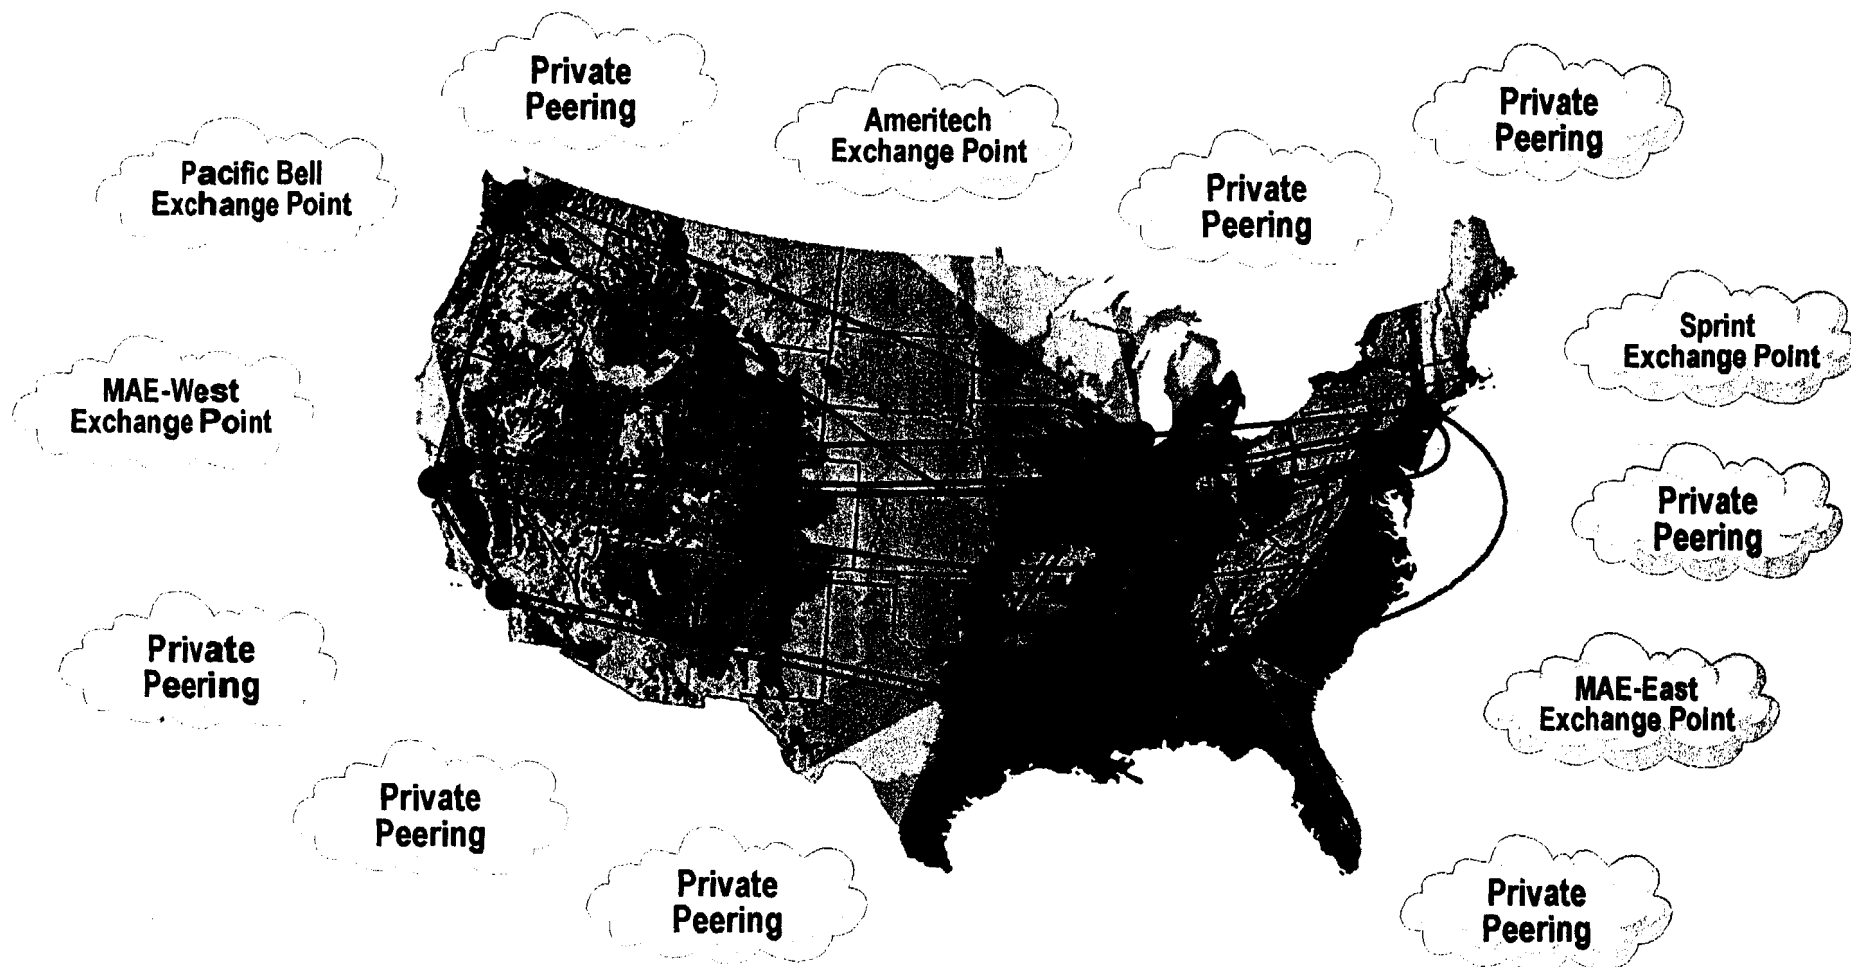 Private
Peering
Ameritech
Exchange Point
Private
Peering
Pacific Bell
Exchange Point
Private
Peering
Sprint
Exchange Point
MAE-West
Exchange Point
Private
Peering
Private
Peering
MAE-East
Exchange Point
Private
Peering
Private
Peering
Private
Peering